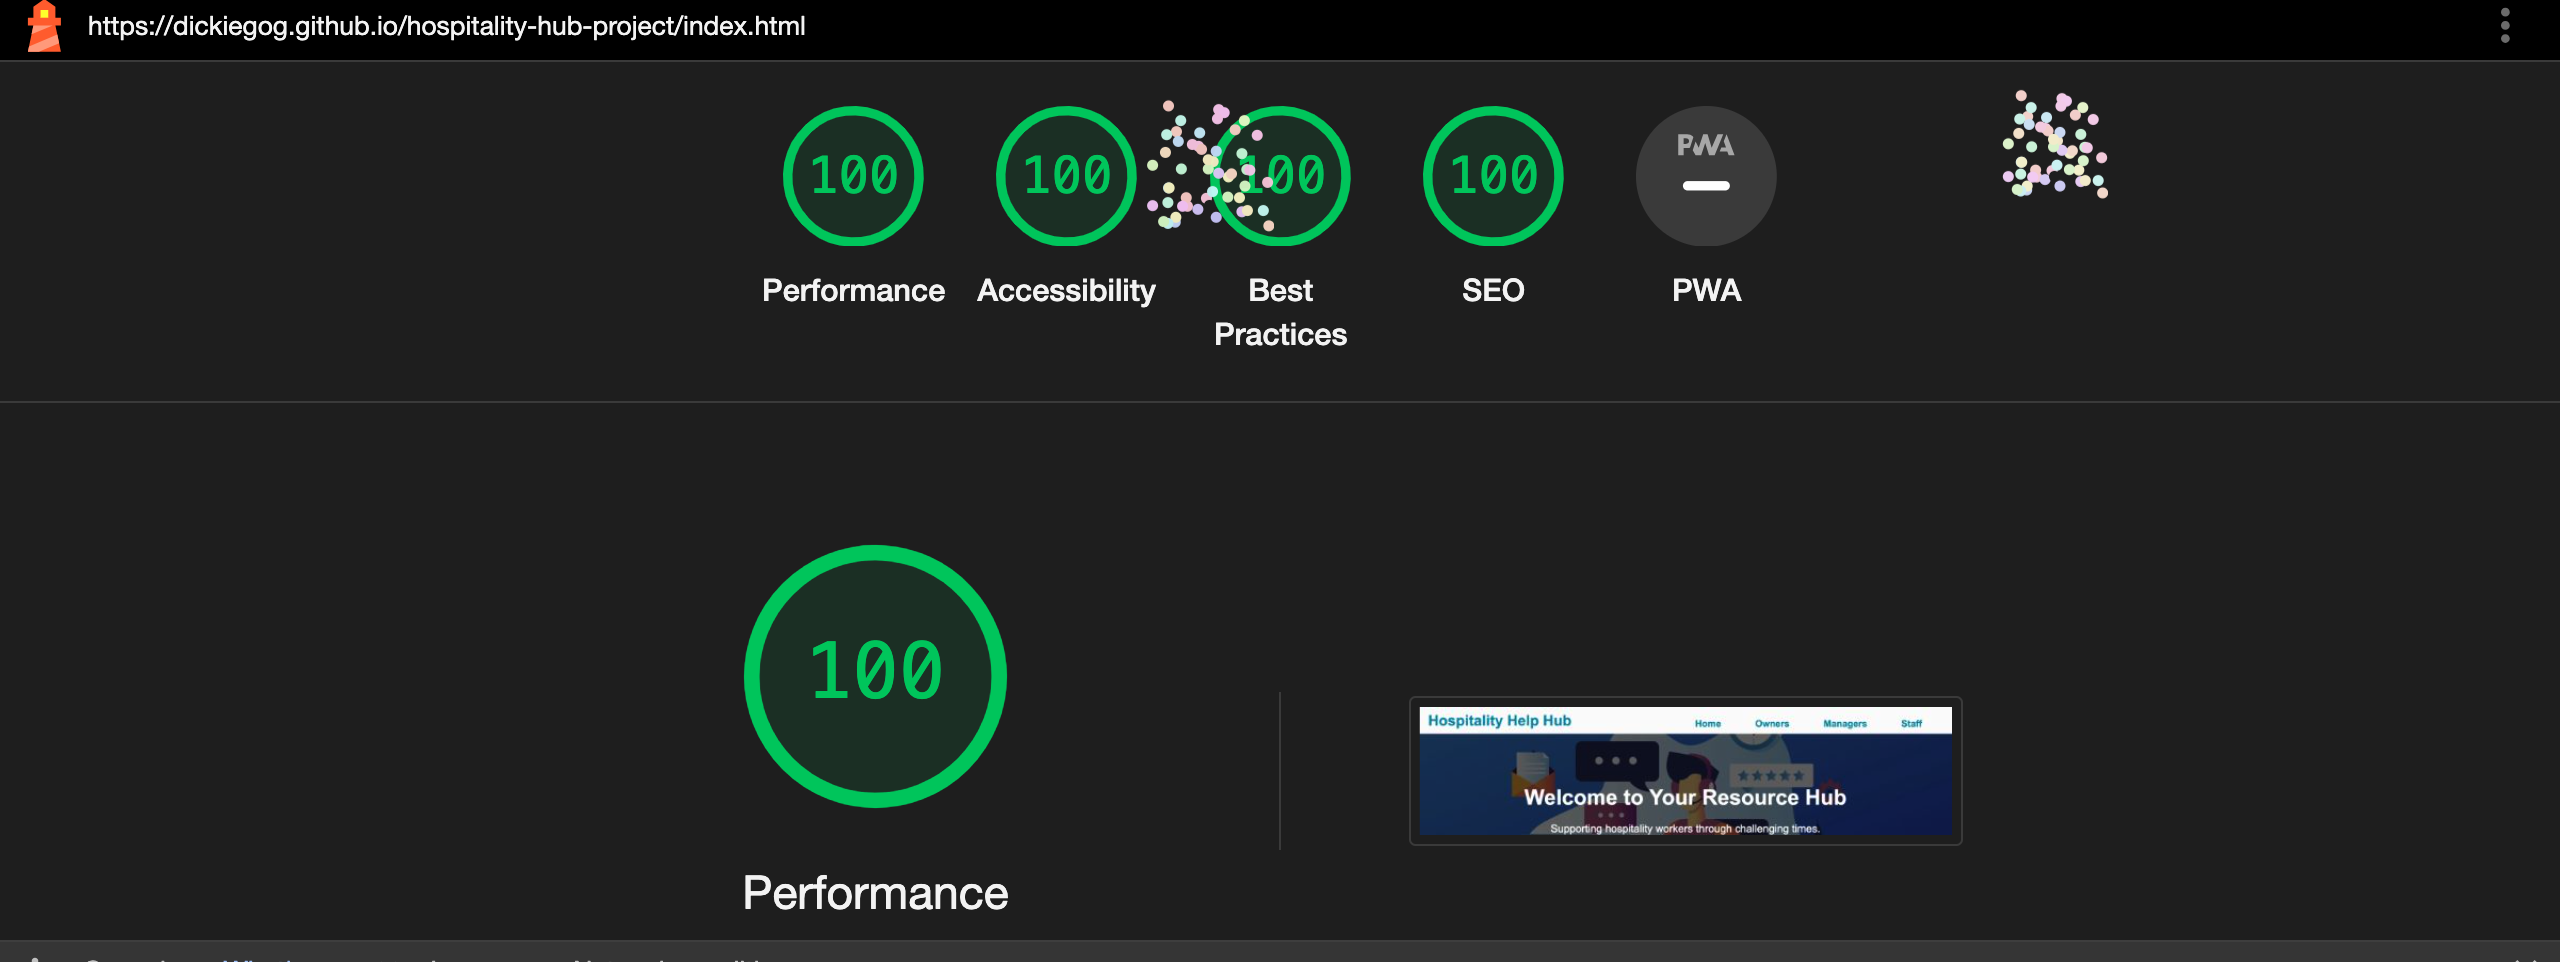 https://dickiegog.github.io/hospitality-hub-project/index.html
100 100 100 100 PWA
Performance Accessibility Best Practices SEO PWA
100
Performance
Hospitality Help Hub Home Owners Managers Staff
Welcome to Your Resource Hub
Supporting hospitality workers through challenging times.